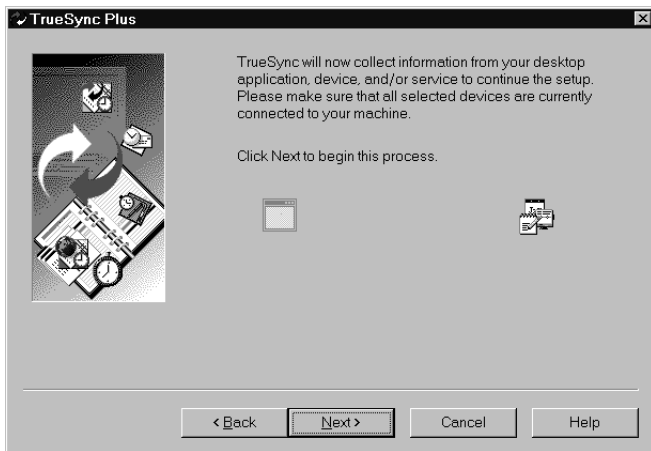 TrueSync Plus
TrueSync will now collect information from your desktop
application, device, and/or service to continue the setup.
Please make sure that all selected devices are currently
connected to your machine.
Click Next to begin this process.
< Back
Next >
Cancel
Help